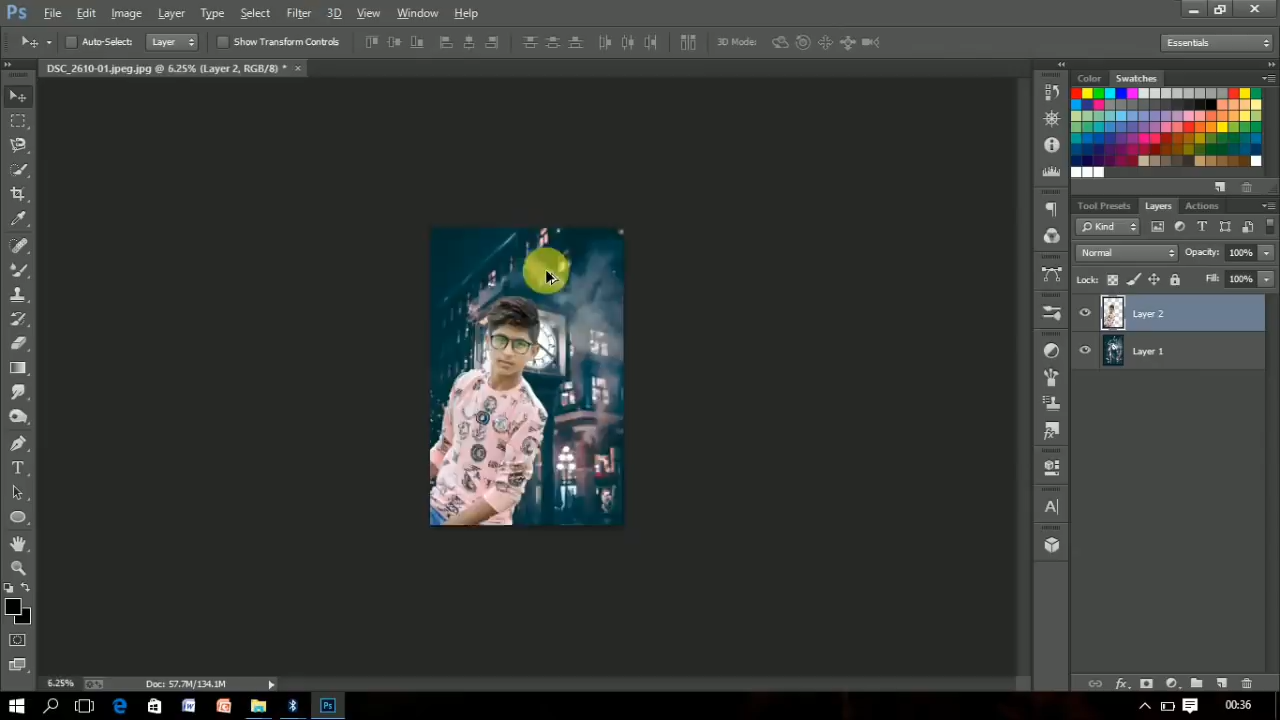 Ps File Edit Image Layer Type Select Filter 3D View Window Help
Auto-Select: Layer Show Transform Controls 3D Mode: Essentials
DSC_2610-01.jpeg.jpg @ 6.25% (Layer 2, RGB/8) * ×
Color Swatches
Tool Presets Layers Actions
Kind
Normal Opacity: 100%
Lock: Fill: 100%
Layer 2
Layer 1
6.25% Doc: 57.7M/134.1M
00:36